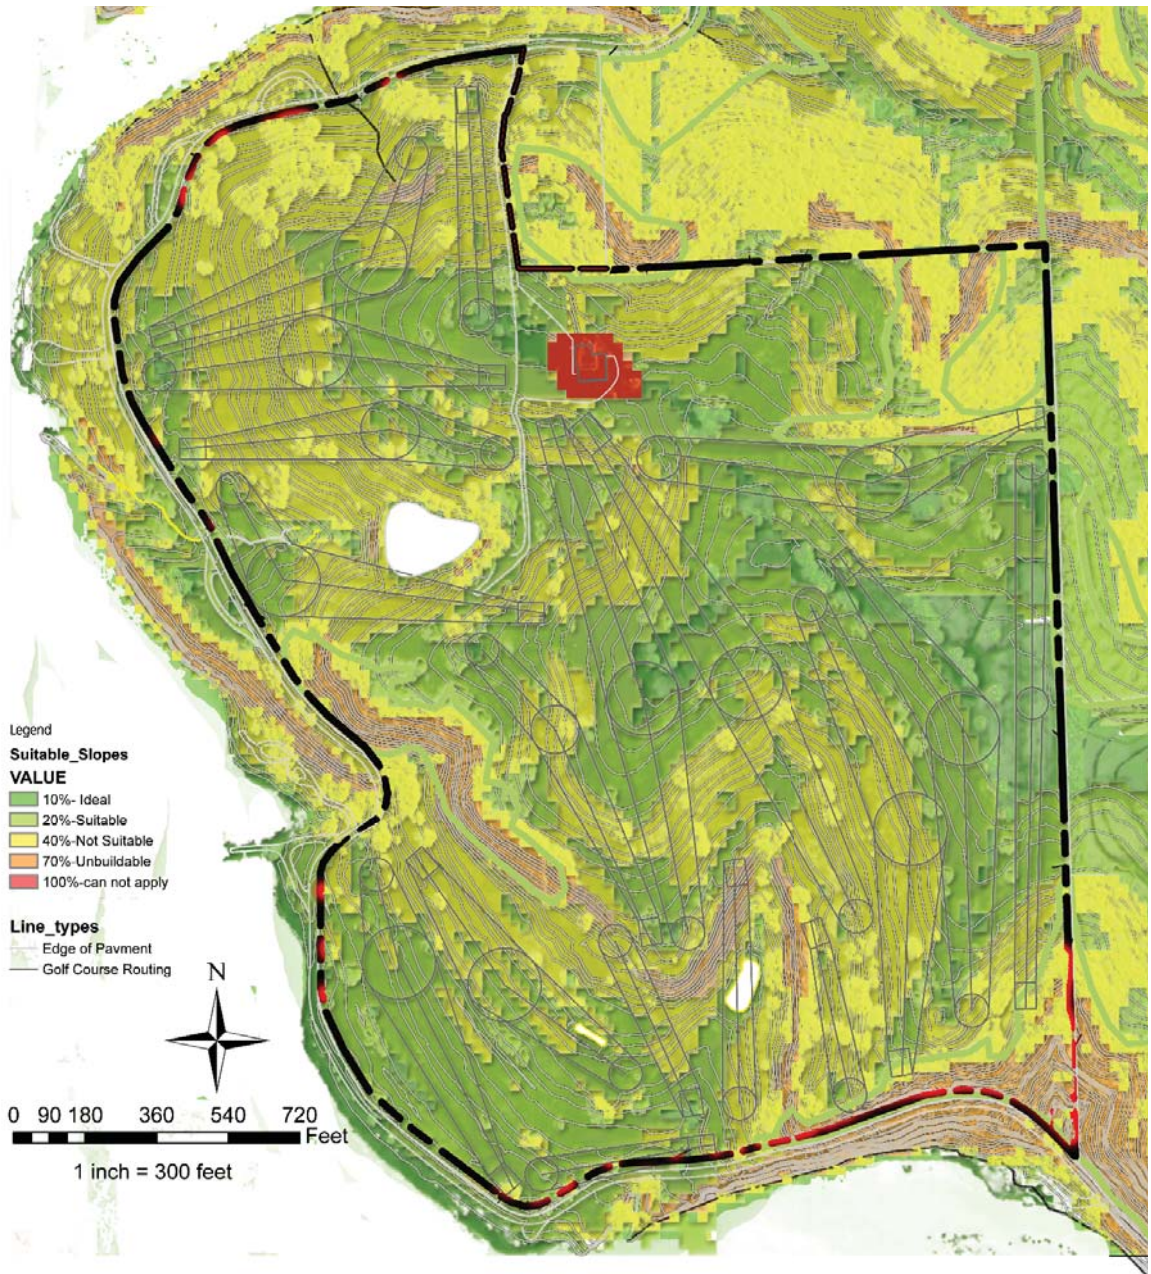 Legend
Suitable_Slopes
VALUE
10%- Ideal
20%-Suitable
40%-Not Suitable
70%-Unbuildable
100%-can not apply
Line_types
Edge of Pavment
Golf Course Routing
N
0 90 180 360 540 720
Feet
1 inch = 300 feet